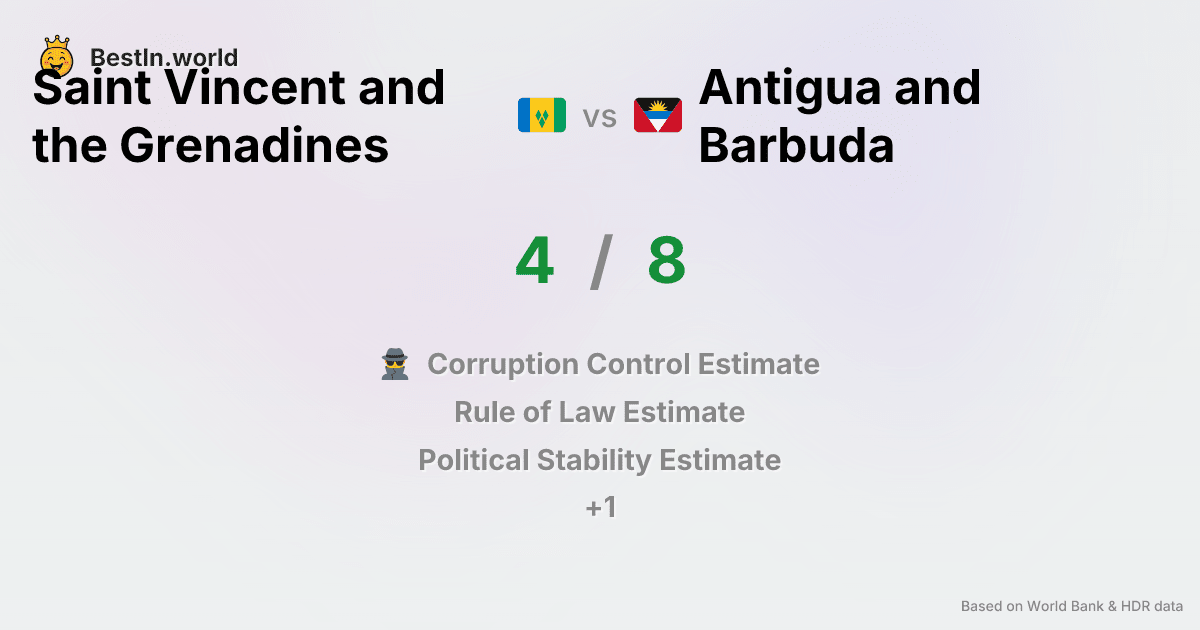 BestIn.world
Saint Vincent and
the Grenadines
vs
Antigua and
Barbuda
4 / 8
Corruption Control Estimate
Rule of Law Estimate
Political Stability Estimate
+1
Based on World Bank & HDR data